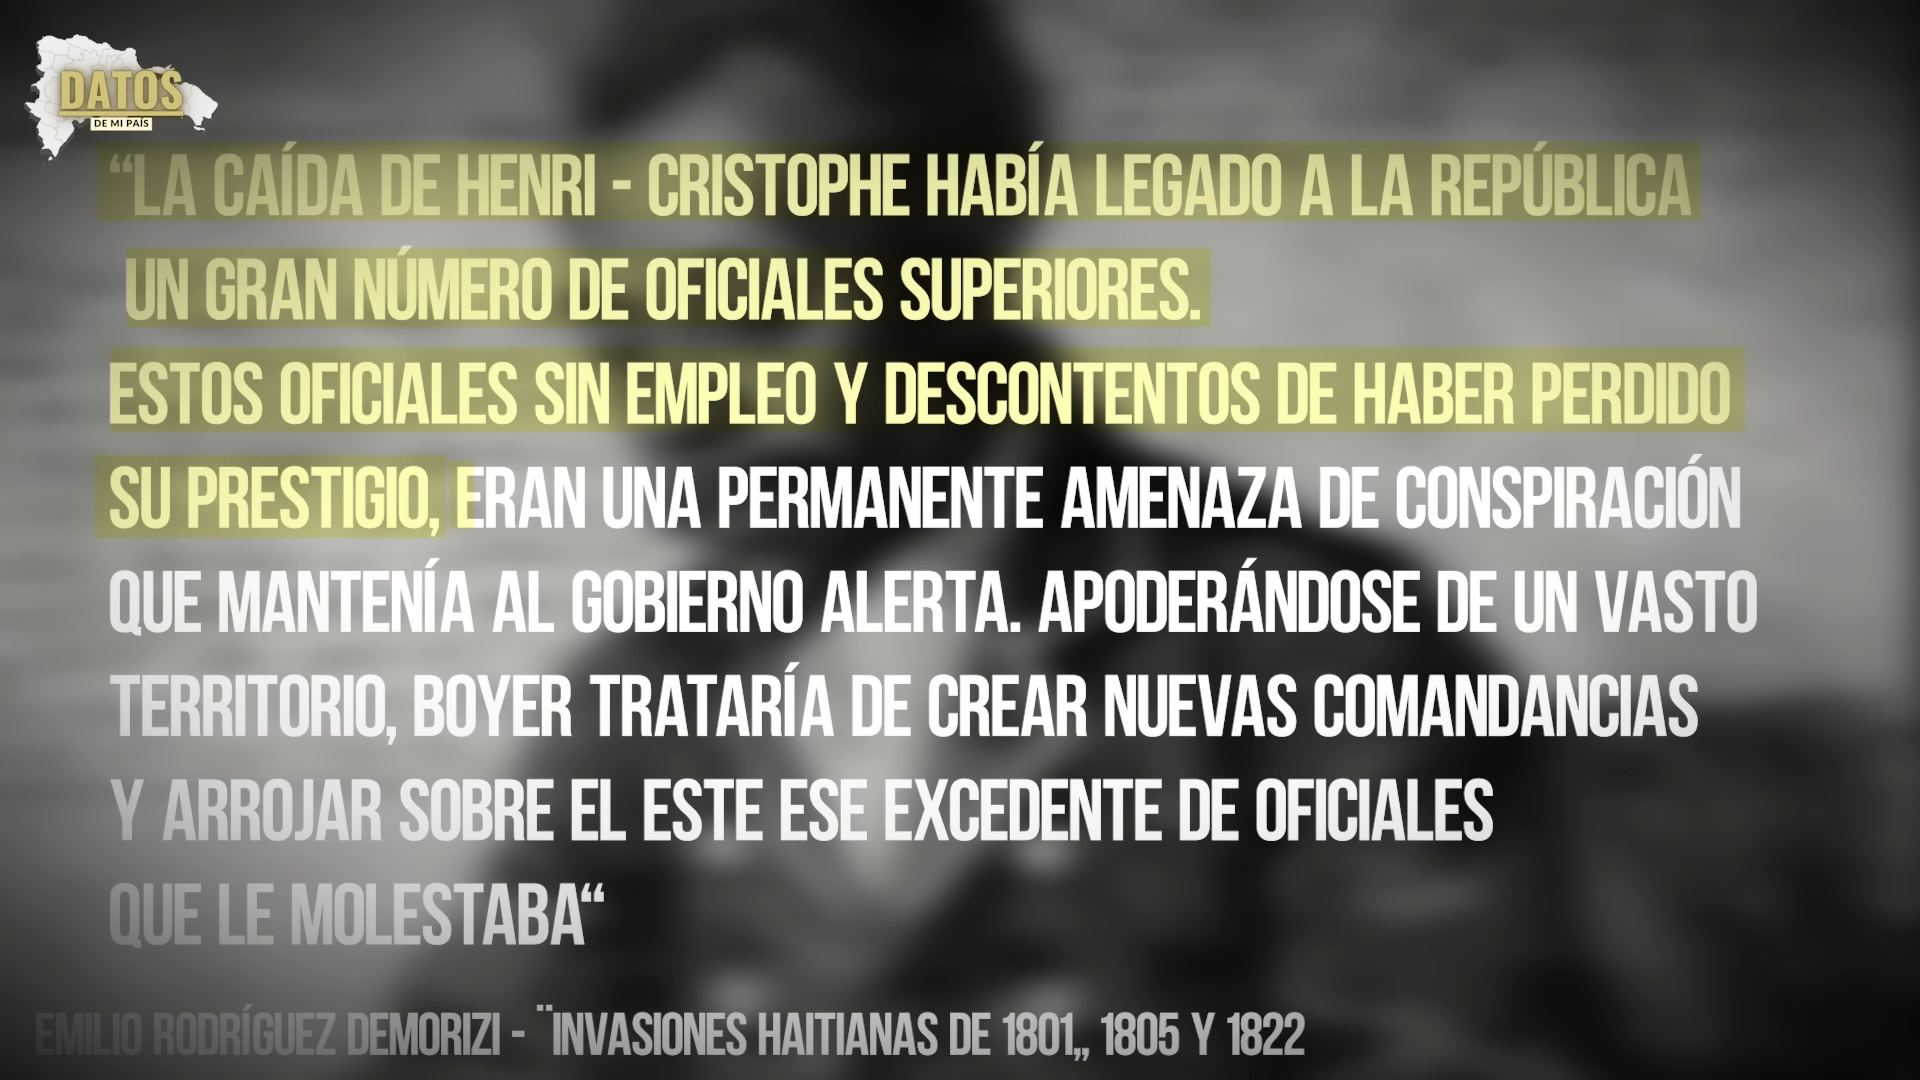 DATOS
DE MI PAÍS
“LA CAÍDA DE HENRI - CRISTOPHE HABÍA LEGADO A LA REPÚBLICA
UN GRAN NÚMERO DE OFICIALES SUPERIORES.
ESTOS OFICIALES SIN EMPLEO Y DESCONTENTOS DE HABER PERDIDO
SU PRESTIGIO, ERAN UNA PERMANENTE AMENAZA DE CONSPIRACIÓN
QUE MANTENÍA AL GOBIERNO ALERTA. APODERÁNDOSE DE UN VASTO
TERRITORIO, BOYER TRATARÍA DE CREAR NUEVAS COMANDANCIAS
Y ARROJAR SOBRE EL ESTE ESE EXCEDENTE DE OFICIALES
QUE LE MOLESTABA“
EMILIO RODRÍGUEZ DEMORIZI - ¨INVASIONES HAITIANAS DE 1801,, 1805 Y 1822